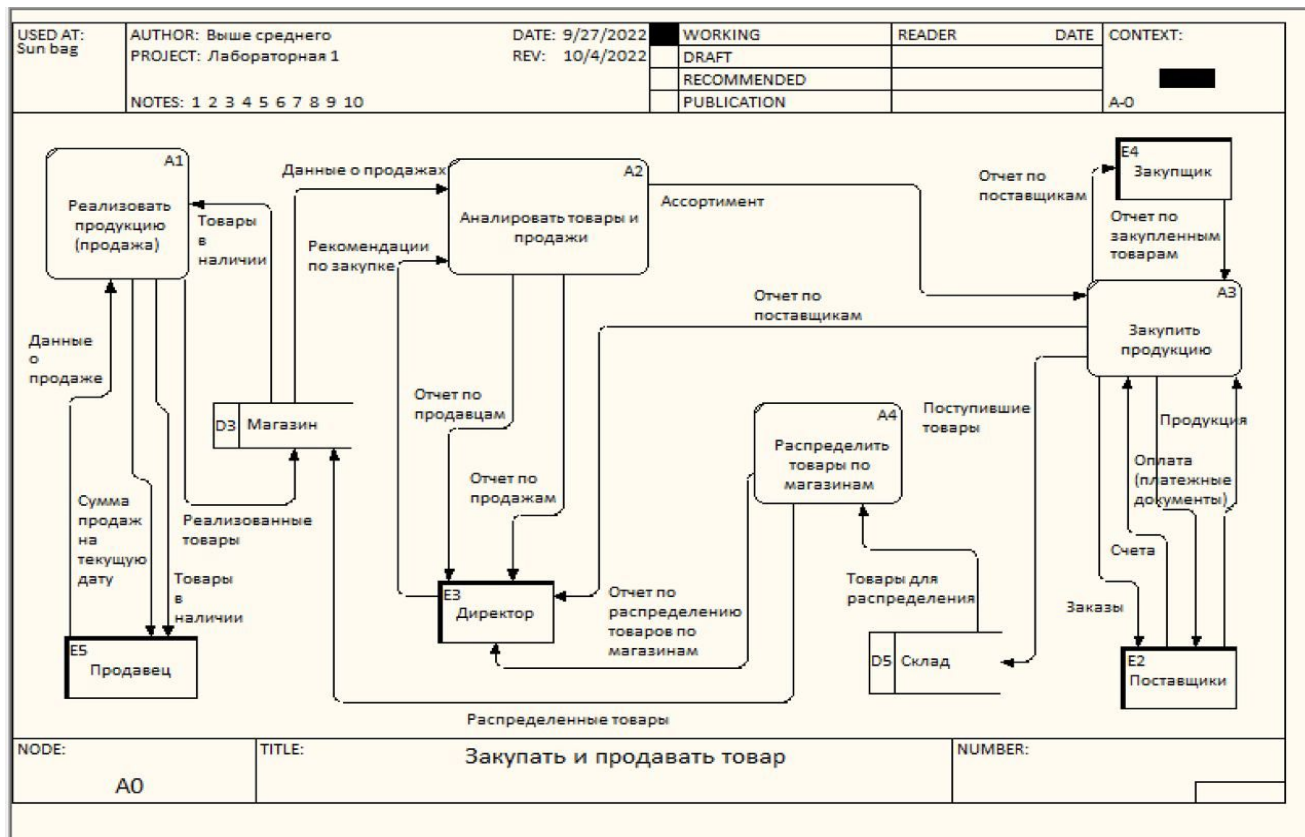 USED AT:
Sun bag
AUTHOR: Выше среднего
PROJECT: Лабораторная 1
NOTES: 1 2 3 4 5 6 7 8 9 10
DATE: 9/27/2022
REV: 10/4/2022
WORKING
DRAFT
RECOMMENDED
PUBLICATION
READER
DATE
CONTEXT:
A-0
A1
Реализовать
продукцию
(продажа)
Товары
в
наличии
Данные о продажах
Рекомендации
по закупке
A2
Аналировать товары и
продажи
Ассортимент
Отчет по
поставщикам
E4
Закупщик
Отчет по
закупленным
товарам
A3
Закупить
продукцию
Отчет по
поставщикам
Данные
о
продаже
D3 Магазин
Отчет по
продавцам
A4
Распределить
товары по
магазинам
Поступившие
товары
Продукция
Оплата
(платежные
документы)
Сумма
продаж
на
текущую
дату
Реализованные
товары
Отчет по
продажам
Товары
в
наличии
Счета
Заказы
E3
Директор
Отчет по
распределению
товаров по
магазинам
Товары для
распределения
E5
Продавец
D5 Склад
E2
Поставщики
Распределенные товары
NODE:
A0
TITLE:
Закупать и продавать товар
NUMBER: